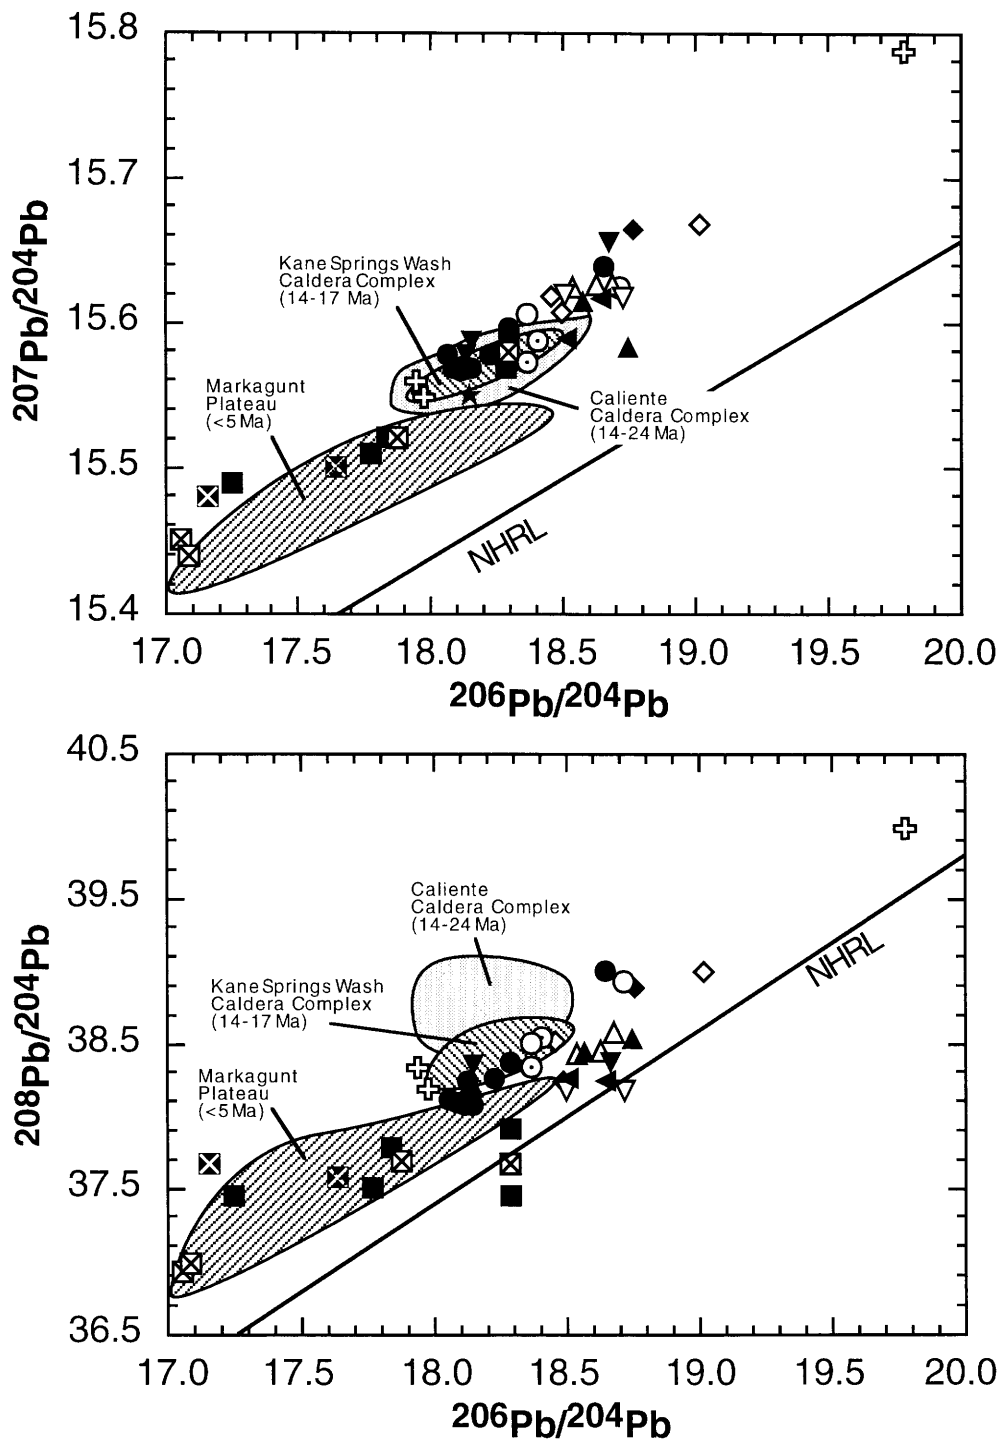 15.8
15.7
15.6
15.5
15.4
207Pb/204Pb
Kane Springs Wash
Caldera Complex
(14-17 Ma)
Markagunt
Plateau
(<5 Ma)
Caliente
Caldera Complex
(14-24 Ma)
NHRL
17.0 17.5 18.0 18.5 19.0 19.5 20.0
206Pb/204Pb
40.5
39.5
38.5
37.5
36.5
208Pb/204Pb
Caliente
Caldera Complex
(14-24 Ma)
Kane Springs Wash
Caldera Complex
(14-17 Ma)
Markagunt
Plateau
(<5 Ma)
NHRL
17.0 17.5 18.0 18.5 19.0 19.5 20.0
206Pb/204Pb